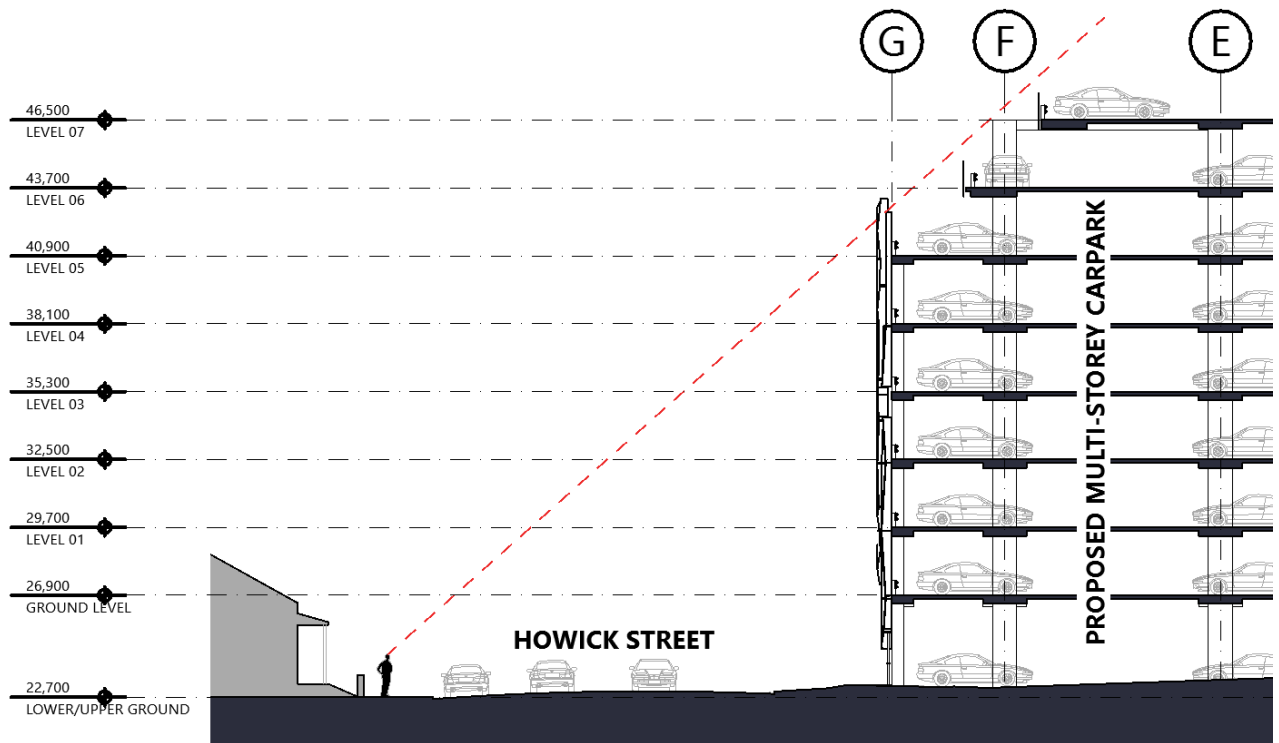 G
F
E
46,500
LEVEL 07
43,700
LEVEL 06
40,900
LEVEL 05
38,100
LEVEL 04
35,300
LEVEL 03
32,500
LEVEL 02
29,700
LEVEL 01
26,900
GROUND LEVEL
22,700
LOWER/UPPER GROUND
HOWICK STREET
PROPOSED MULTI-STOREY CARPARK